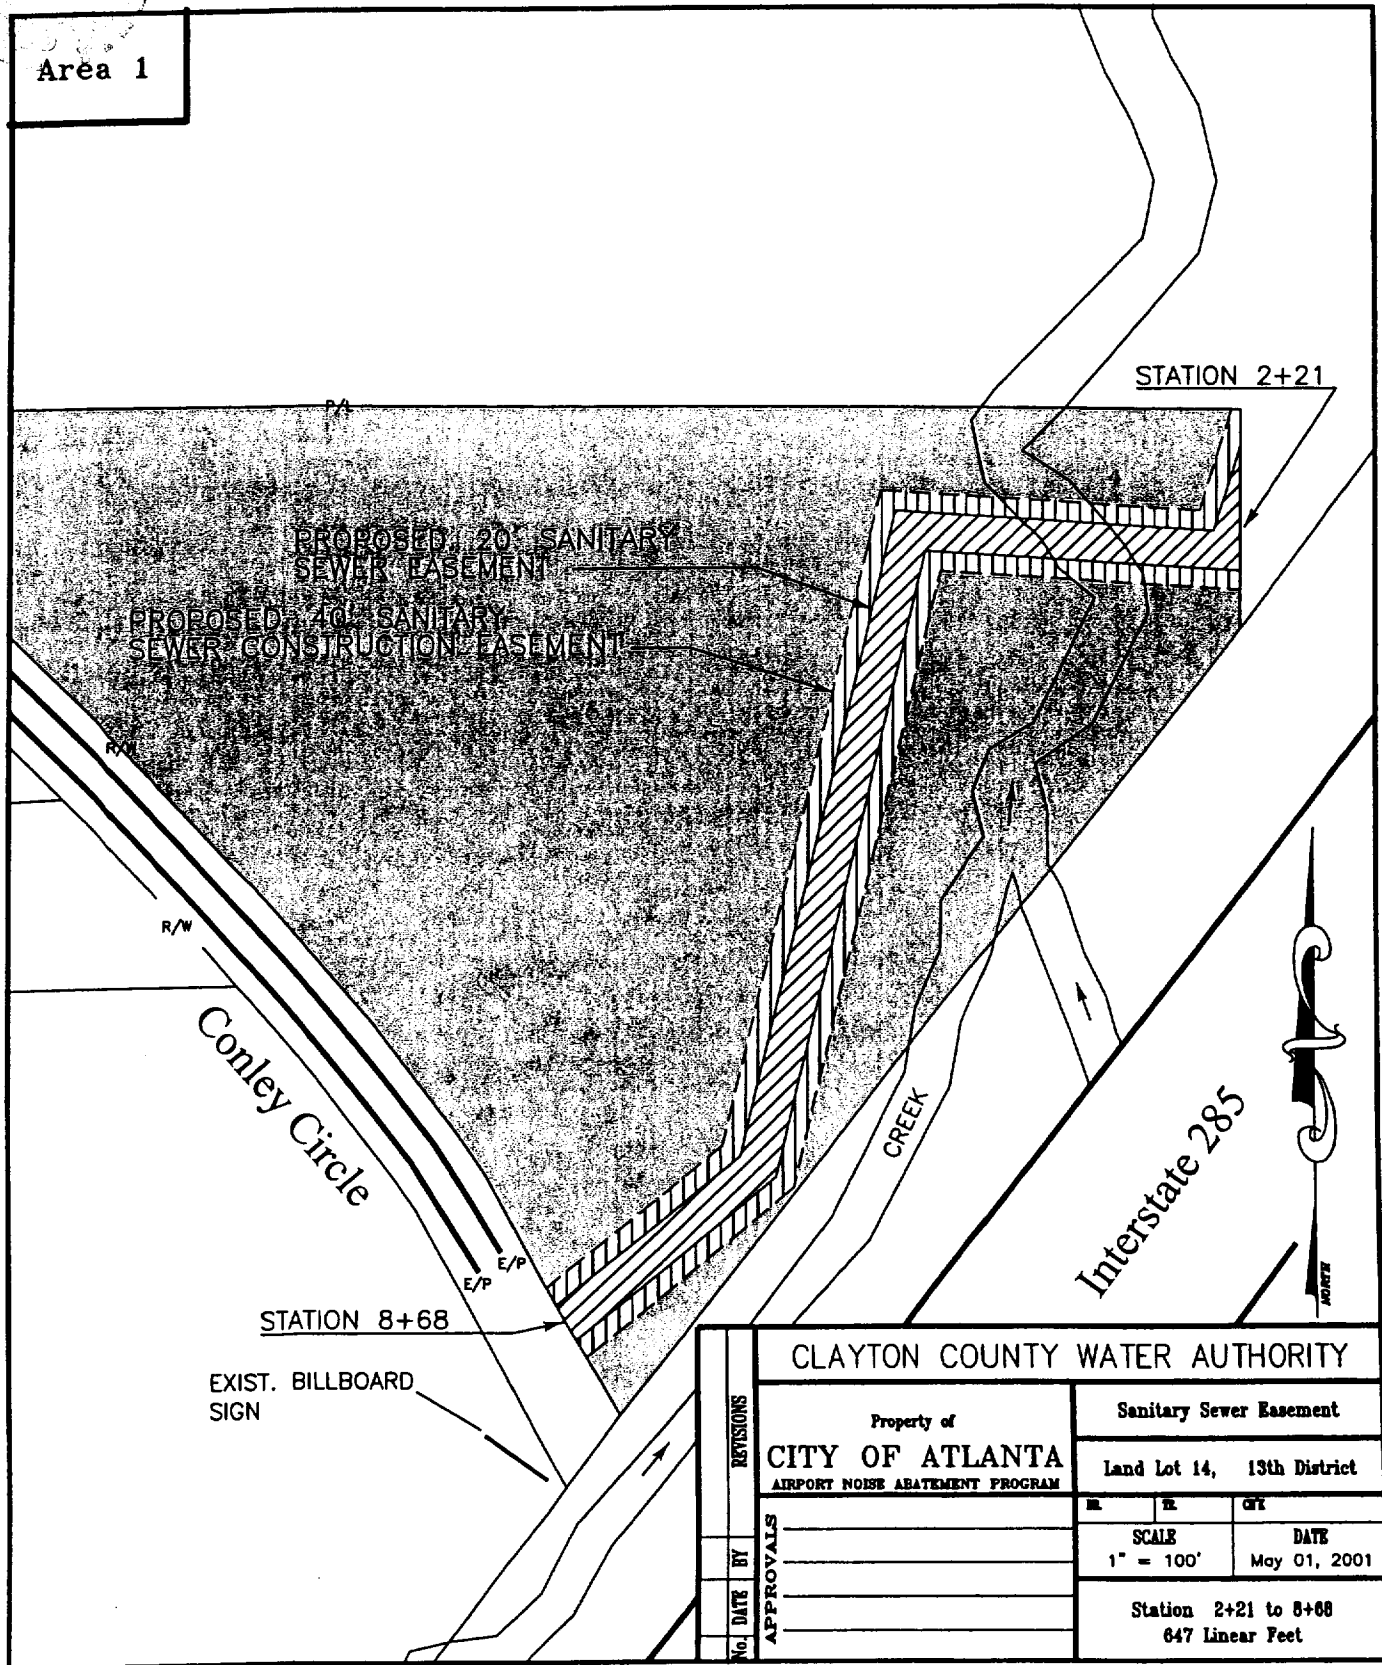 Area 1
STATION 2+21
P/L
PROPOSED 20' SANITARY
SEWER EASEMENT
PROPOSED 40' SANITARY
SEWER CONSTRUCTION EASEMENT
R/W
R/W
Conley Circle
CREEK
Interstate 285
NORTH
E/P
E/P
STATION 8+68
EXIST. BILLBOARD
SIGN
CLAYTON COUNTY WATER AUTHORITY
REVISIONS
Property of
CITY OF ATLANTA
AIRPORT NOISE ABATEMENT PROGRAM
Sanitary Sewer Easement
Land Lot 14, 13th District
SCALE
1" = 100'
DATE
May 01, 2001
APPROVALS
No. DATE BY
Station 2+21 to 8+68
647 Linear Feet